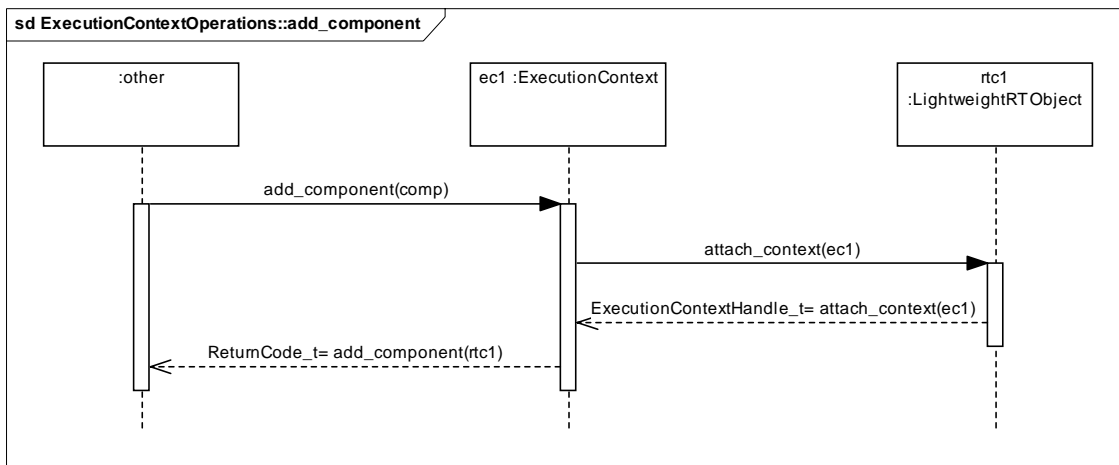 sd ExecutionContextOperations::add_component
:other
ec1 :ExecutionContext
rtc1
:LightweightRTObject
add_component(comp)
attach_context(ec1)
ExecutionContextHandle_t= attach_context(ec1)
ReturnCode_t= add_component(rtc1)